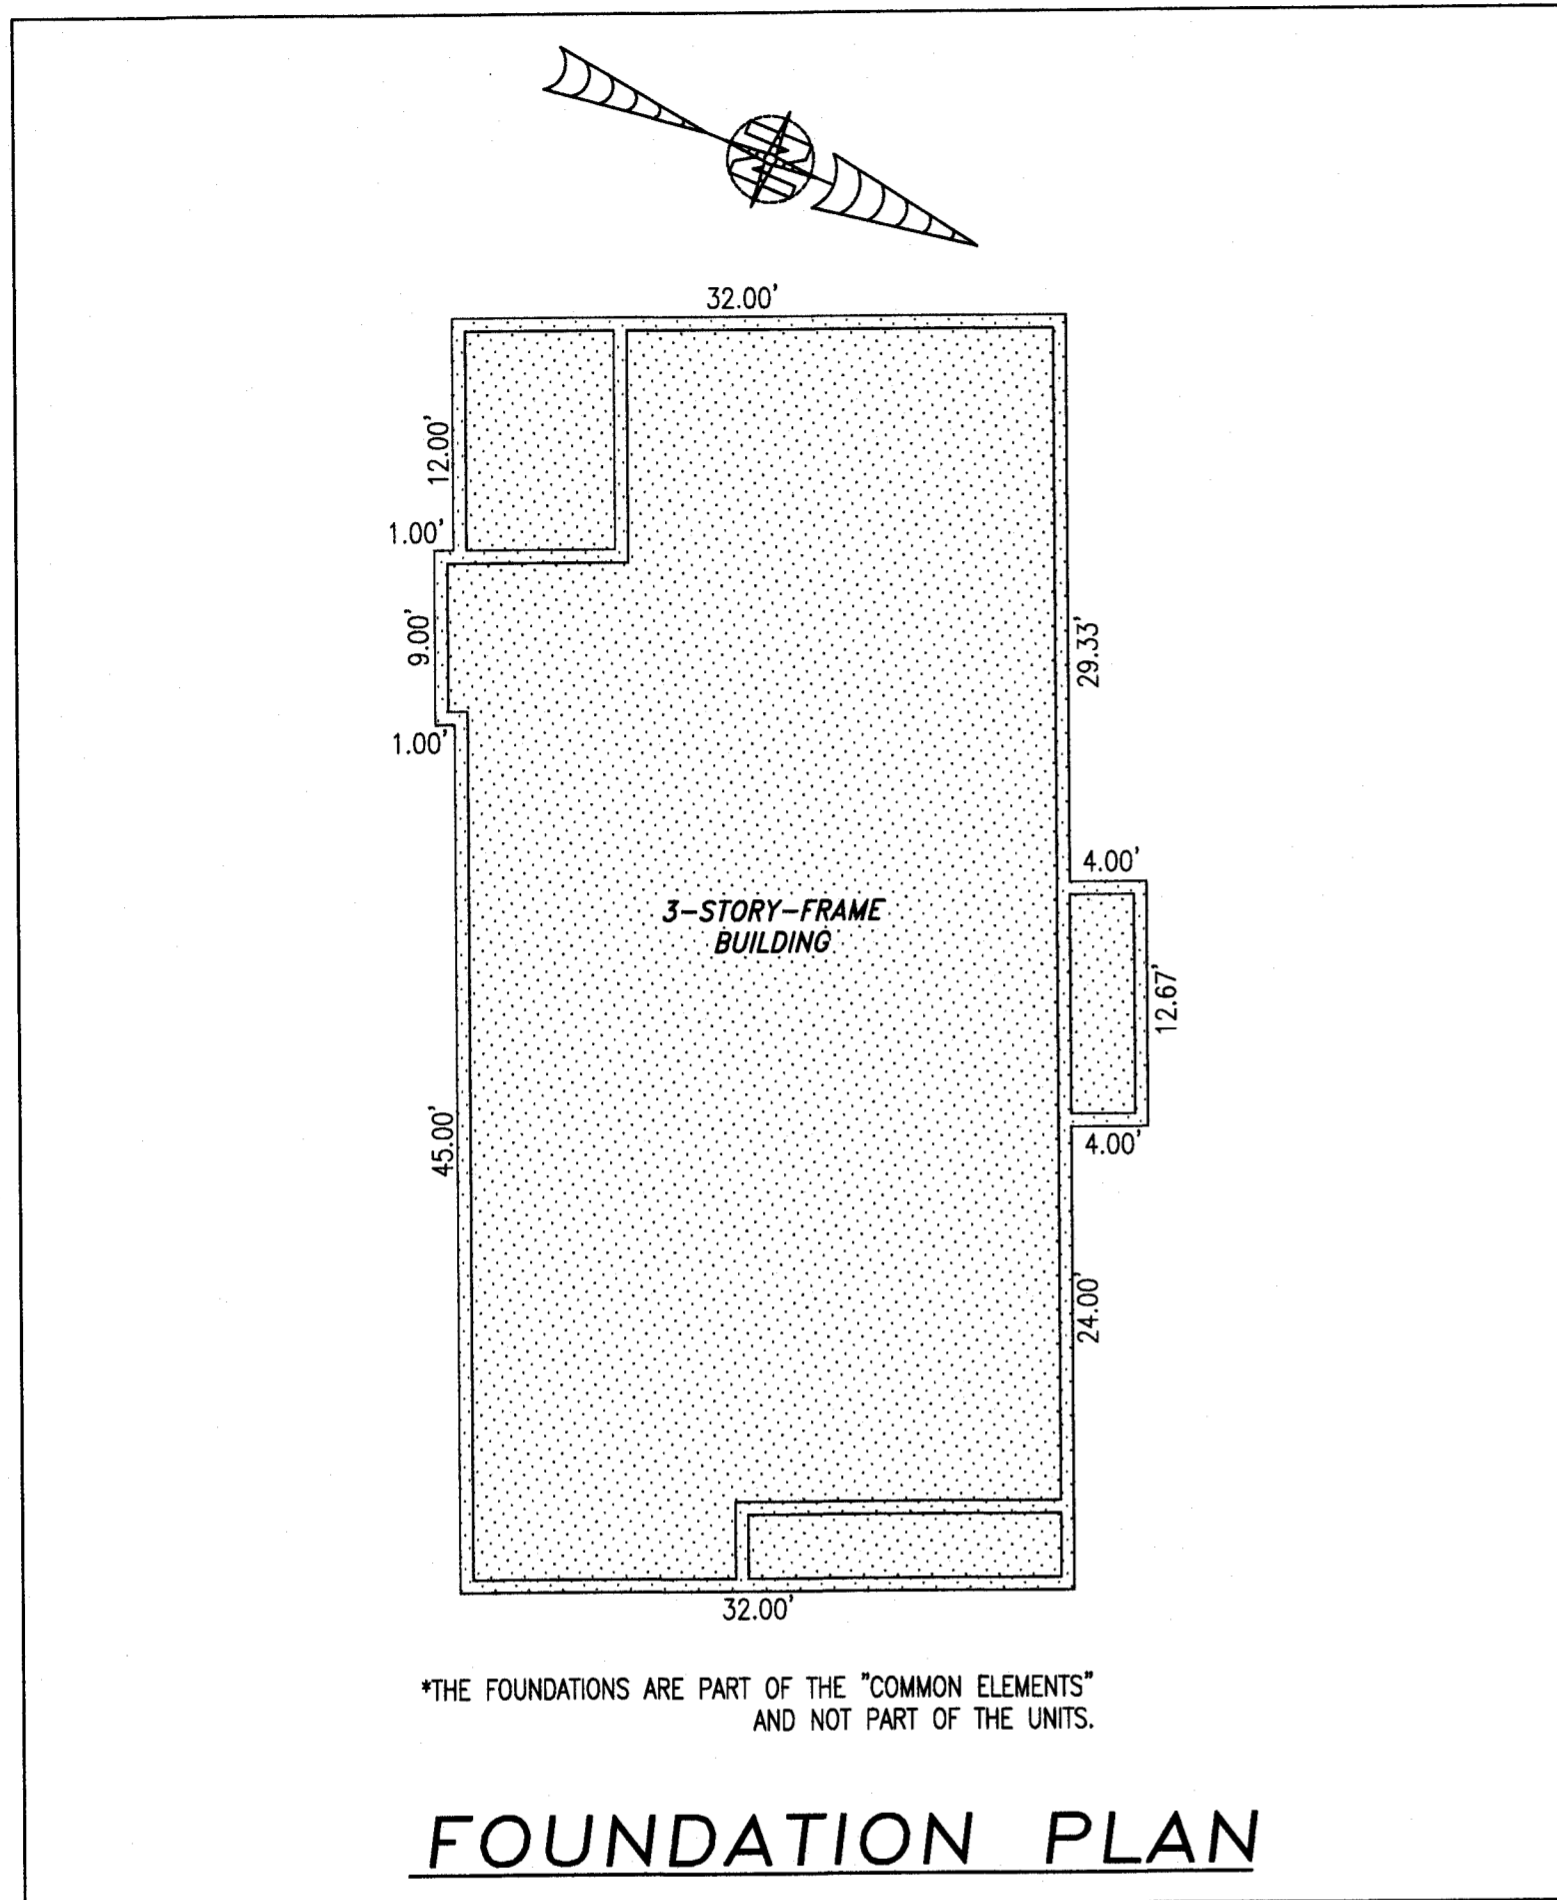 32.00'
12.00'
1.00'
9.00'
29.33'
1.00'
4.00'
3-STORY-FRAME
BUILDING
12.67'
45.00'
4.00'
24.00'
32.00'
*THE FOUNDATIONS ARE PART OF THE "COMMON ELEMENTS"
AND NOT PART OF THE UNITS.
FOUNDATION PLAN